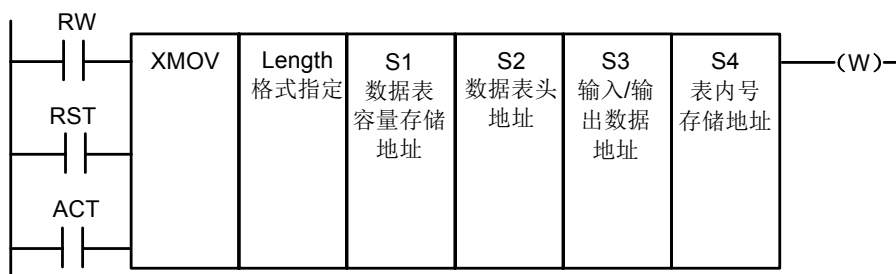 RW
RST
ACT
XMOV
Length
格式指定
S1
数据表
容量存储
地址
S2
数据表头
地址
S3
输入/输
出数据
地址
S4
表内号
存储地址
(W)